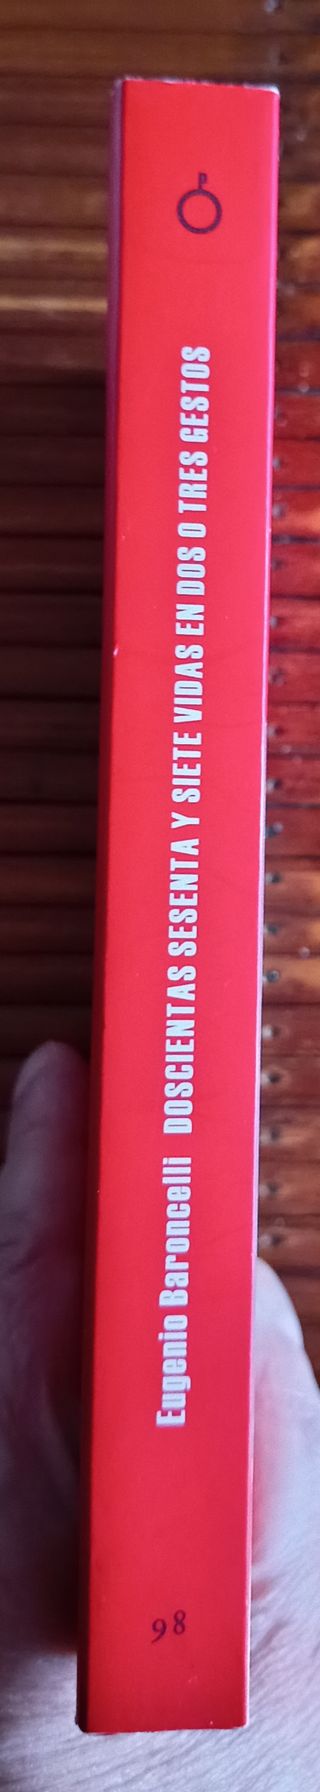 P
Eugenio Baroncelli DOSCIENTAS SESENTA Y SIETE VIDAS EN DOS O TRES GESTOS
98